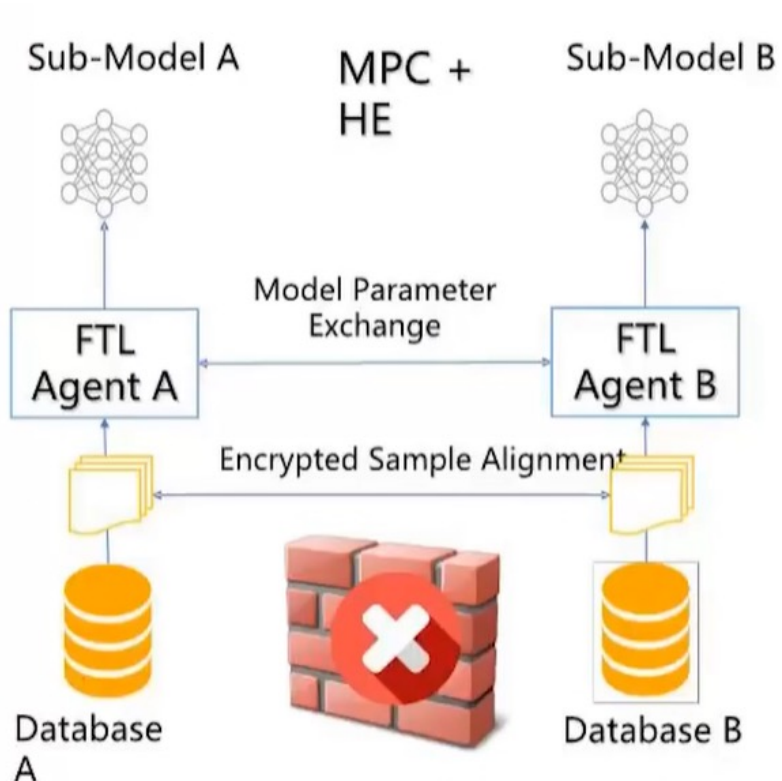 Sub-Model A
MPC +
HE
Sub-Model B
Model Parameter
Exchange
FTL
Agent A
FTL
Agent B
Encrypted Sample Alignment
Database
A
Database B